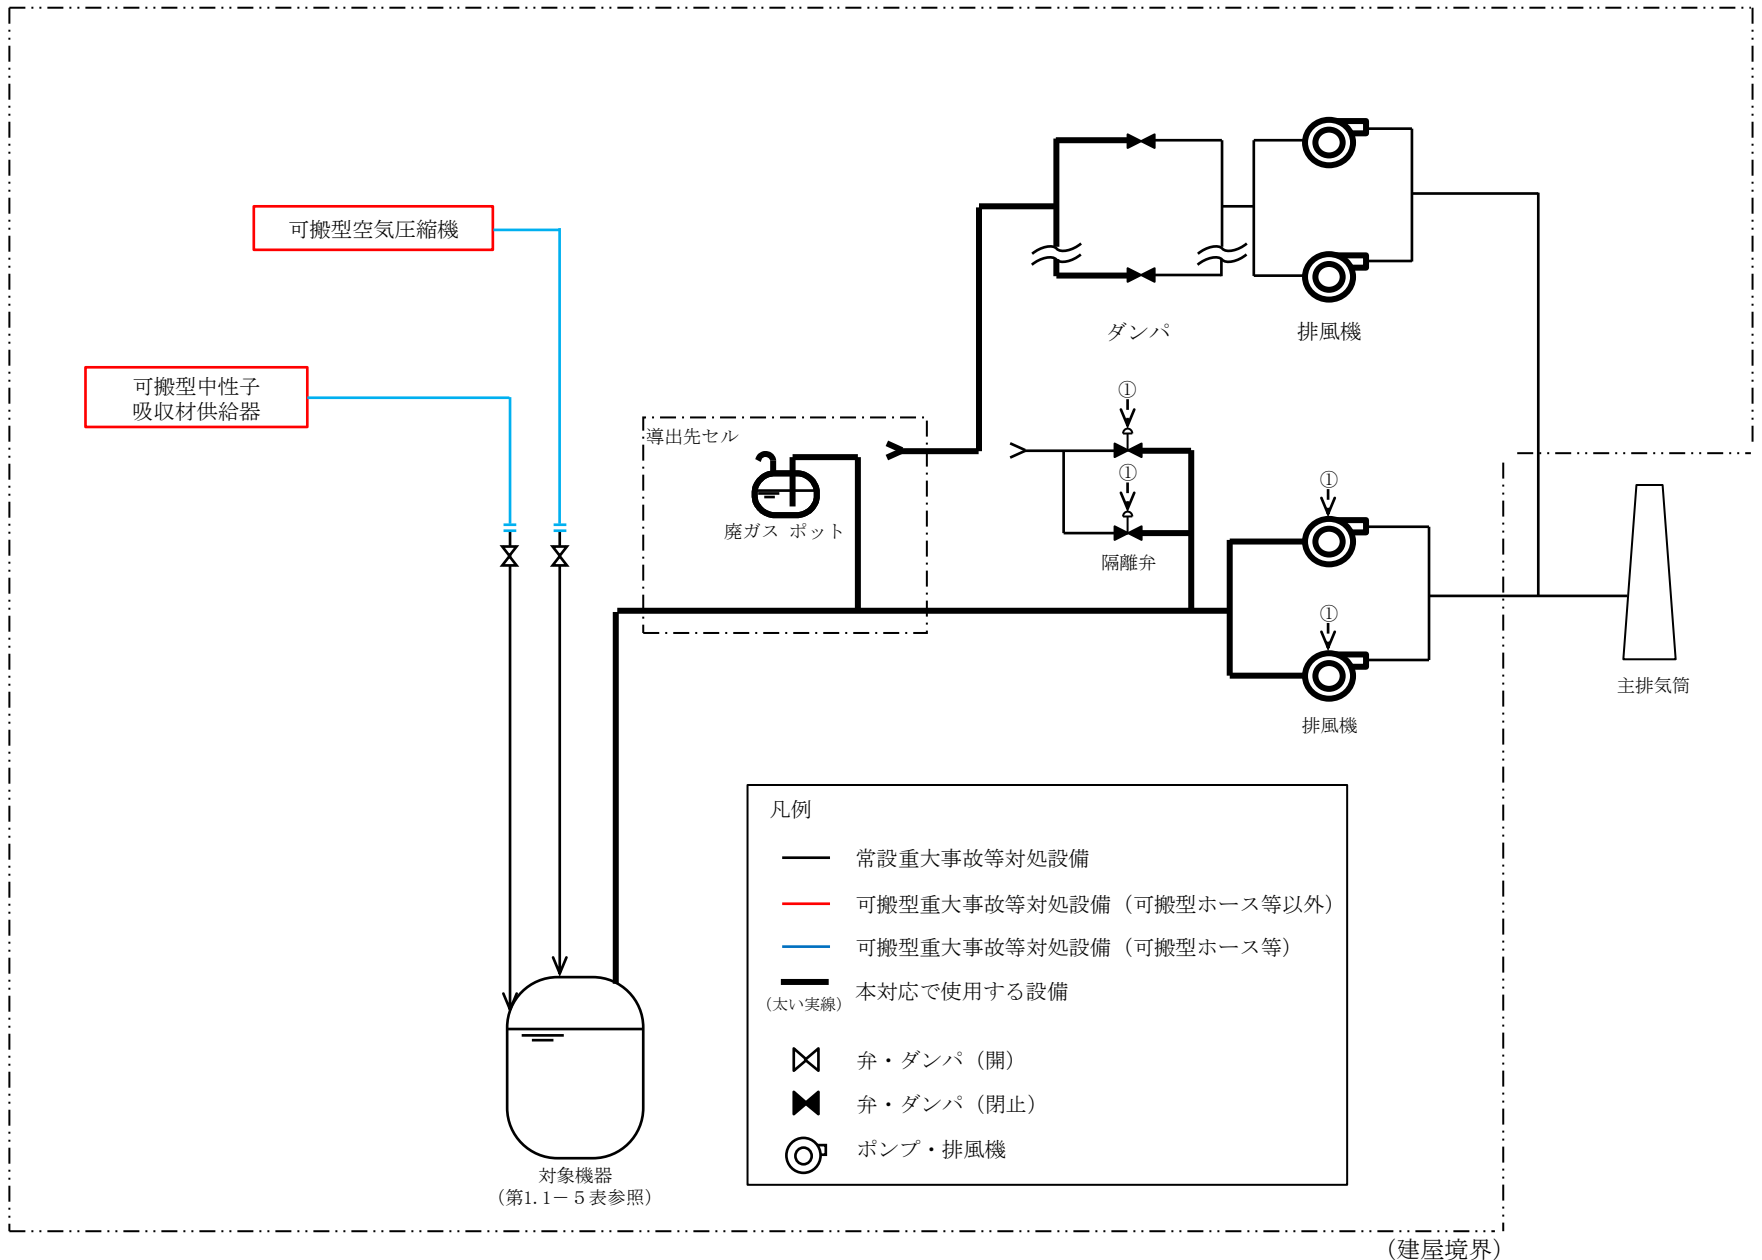 可搬型空気圧縮機
ダンパ
排風機
可搬型中性子
吸収材供給器
①
導出先セル
①
①
廃ガス ポット
隔離弁
①
主排気筒
排風機
凡例
常設重大事故等対処設備
可搬型重大事故等対処設備（可搬型ホース等以外）
可搬型重大事故等対処設備（可搬型ホース等）
本対応で使用する設備
（太い実線）
弁・ダンパ（開）
弁・ダンパ（閉止）
ポンプ・排風機
対象機器
（第1.1－５表参照）
（建屋境界）